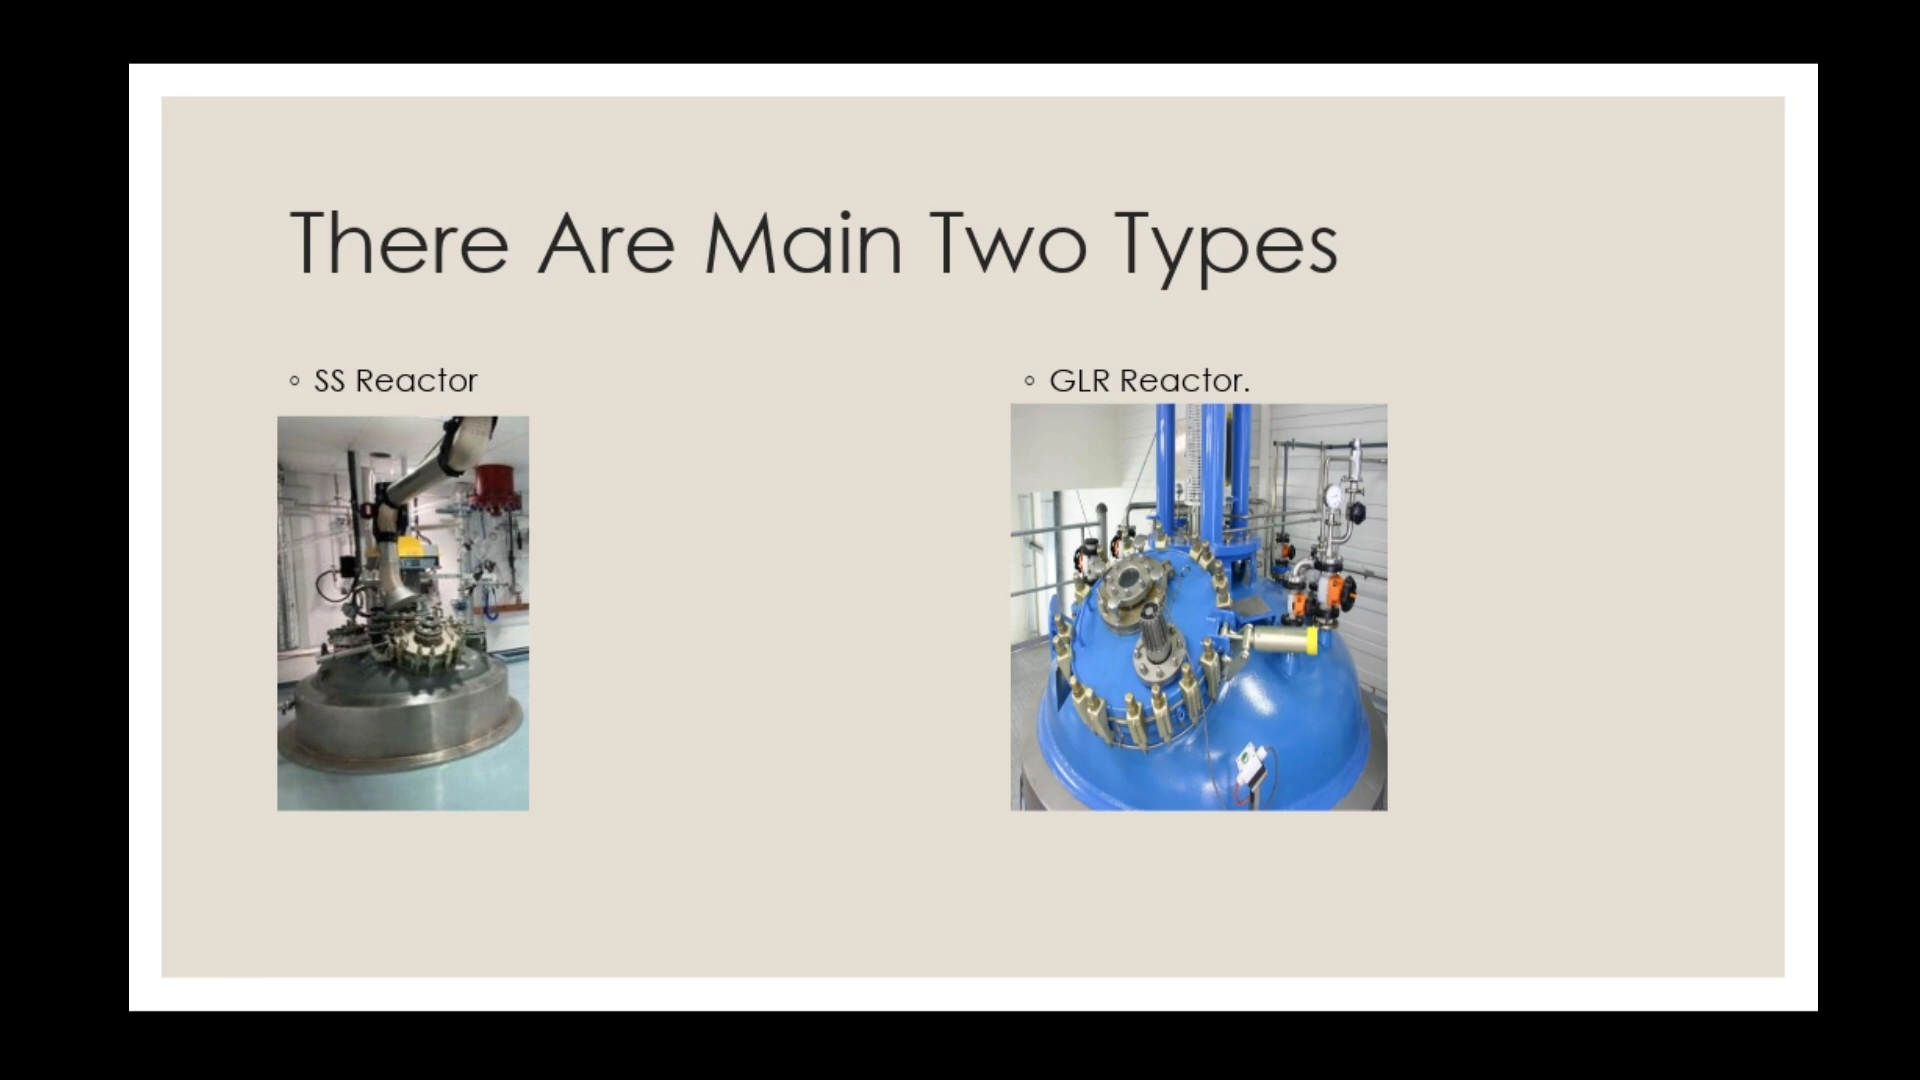 There Are Main Two Types
◦ SS Reactor
◦ GLR Reactor.